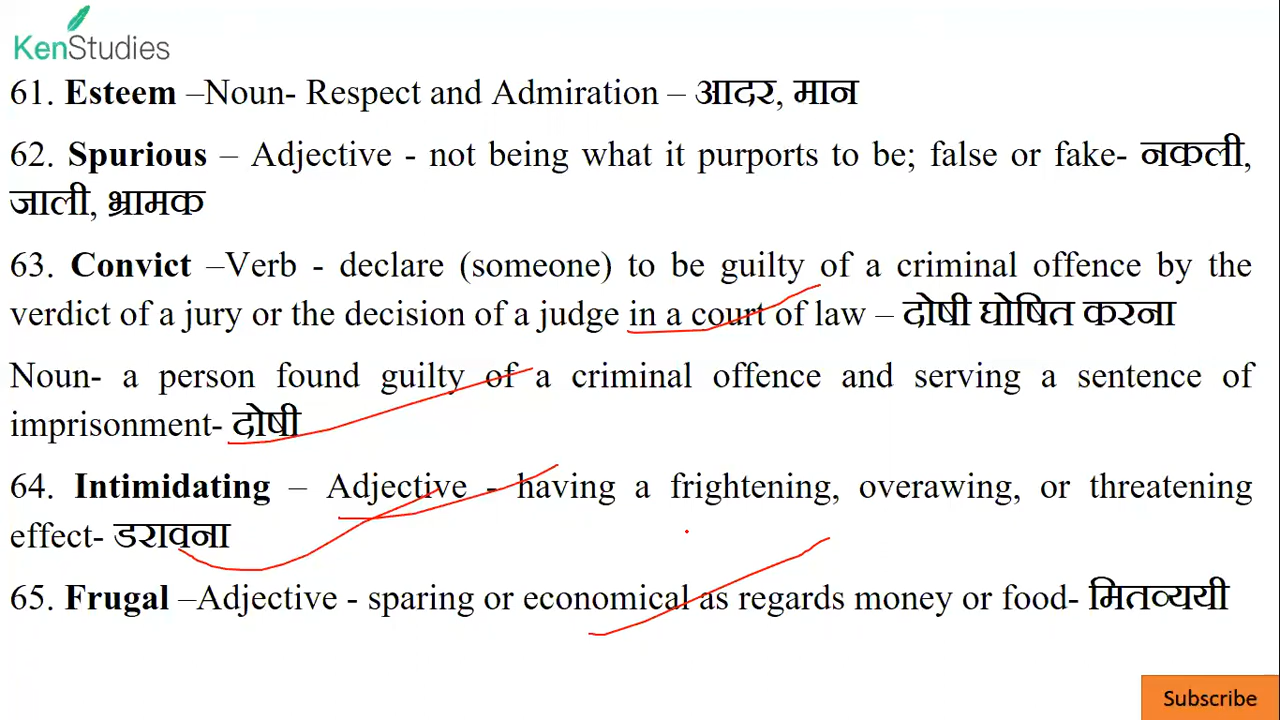 KenStudies
61. Esteem –Noun- Respect and Admiration – आदर, मान
62. Spurious – Adjective - not being what it purports to be; false or fake- नकली,
जाली, भ्रामक
63. Convict –Verb - declare (someone) to be guilty of a criminal offence by the
verdict of a jury or the decision of a judge in a court of law – दोषी घोषित करना
Noun- a person found guilty of a criminal offence and serving a sentence of
imprisonment- दोषी
64. Intimidating – Adjective - having a frightening, overawing, or threatening
effect- डरावना
65. Frugal –Adjective - sparing or economical as regards money or food- मितव्ययी
Subscribe